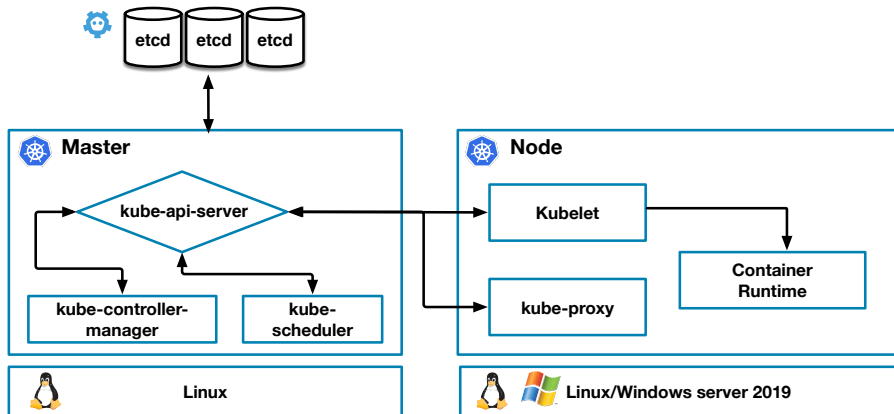 etcd etcd etcd
Master
kube-api-server
kube-controller-
manager
kube-
scheduler
Linux
Node
Kubelet
Container
Runtime
kube-proxy
Linux/Windows server 2019